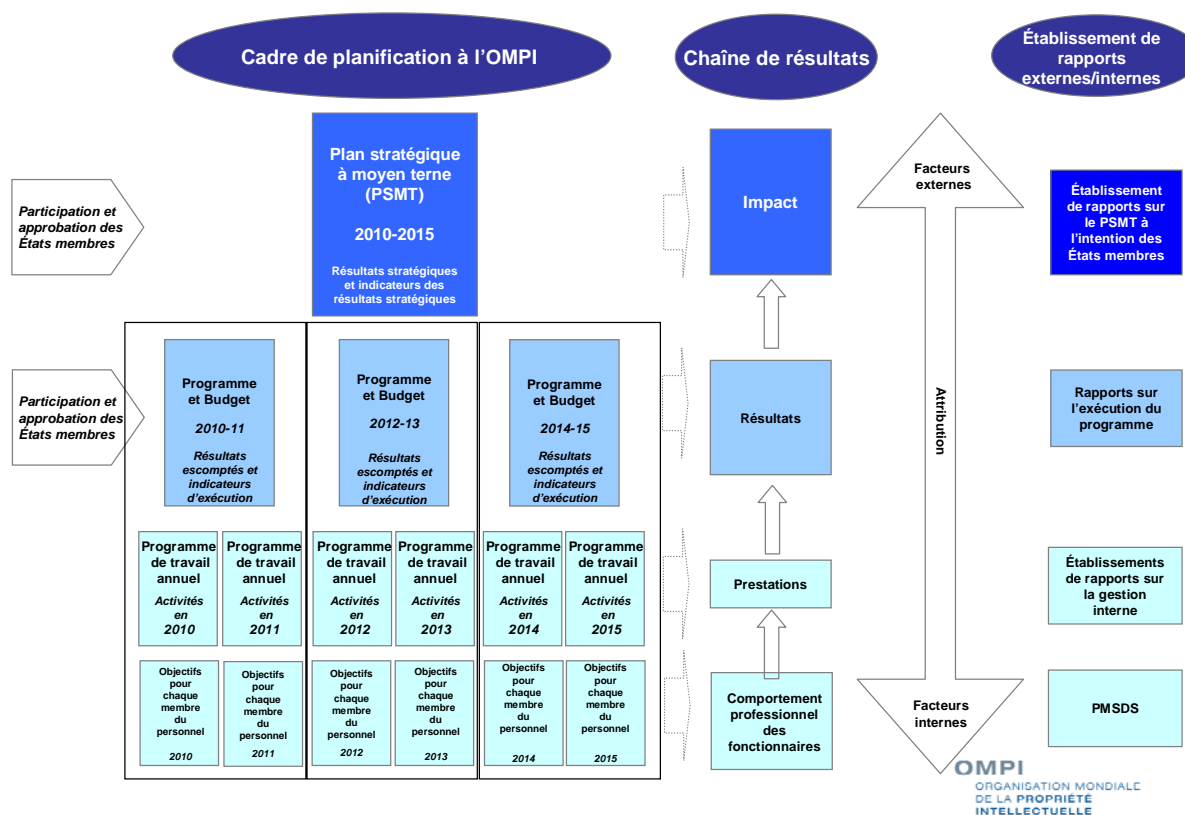 Cadre de planification à l’OMPI
Chaîne de résultats
Établissement de
rapports
externes/internes
Participation et
approbation des
États membres
Plan stratégique
à moyen terne
(PSMT)
2010-2015
Résultats stratégiques
et indicateurs des
résultats stratégiques
Impact
Facteurs
externes
Établissement
de rapports sur
le PSMT à
l’intention des
États membres
Participation et
approbation des
États membres
Programme
et Budget
2010-11
Résultats
escomptés et
indicateurs
d’exécution
Programme
et Budget
2012-13
Résultats
escomptés et
indicateurs
d’exécution
Programme
et Budget
2014-15
Résultats
escomptés et
indicateurs
d’exécution
Résultats
Attribution
Rapports sur
l’exécution du
programme
Programme
de travail
annuel
Activités
en
2010
Programme
de travail
annuel
Activités
en
2011
Programme
de travail
annuel
Activités
en
2012
Programme
de travail
annuel
Activités
en
2013
Programme
de travail
annuel
Activités
en
2014
Programme
de travail
annuel
Activités
en
2015
Prestations
Établissements
de rapports sur
la gestion
interne
Objectifs
pour
chaque
membre
du
personnel
2010
Objectifs
pour
chaque
membre
du
personnel
2011
Objectifs
pour
chaque
membre
du
personnel
2012
Objectifs
pour
chaque
membre
du
personnel
2013
Objectifs
pour
chaque
membre
du
personnel
2014
Objectifs
pour
chaque
membre
du
personnel
2015
Comportement
professionnel
des
fonctionnaires
Facteurs
internes
PMSDS
OMPI
ORGANISATION MONDIALE
DE LA PROPRIÉTÉ
INTELLECTUELLE